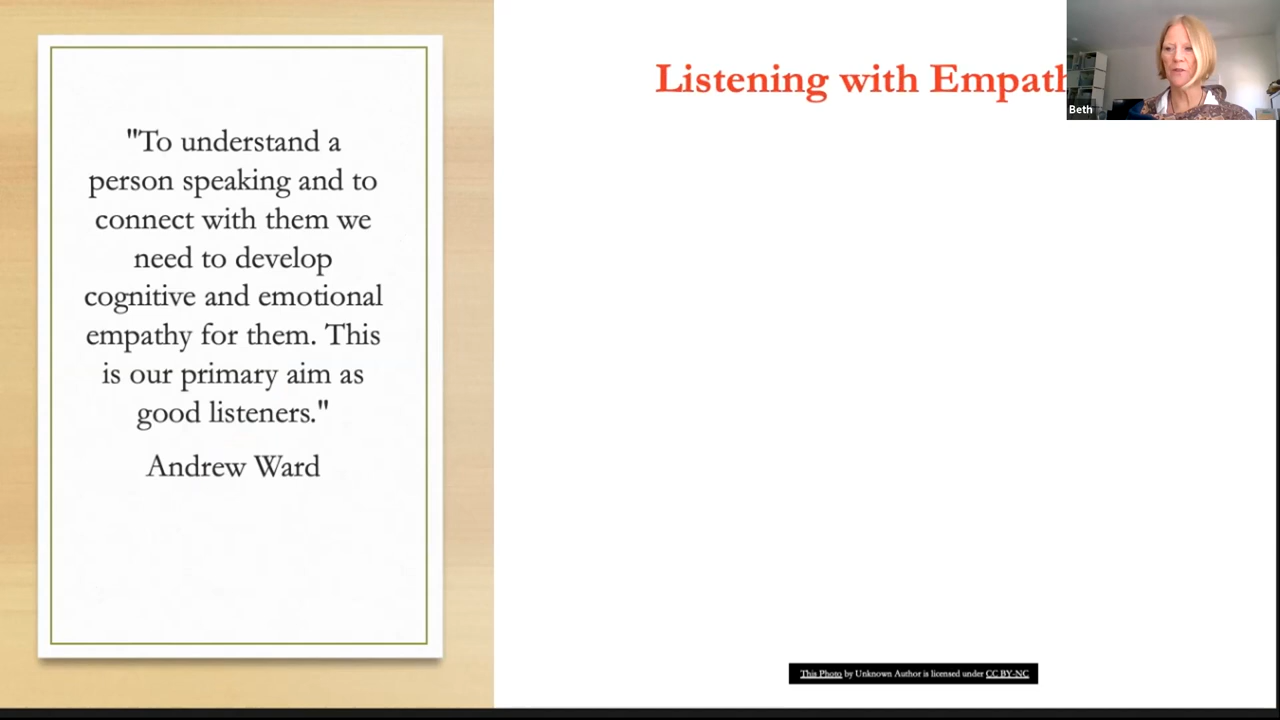 "To understand a
person speaking and to
connect with them we
need to develop
cognitive and emotional
empathy for them. This
is our primary aim as
good listeners."
Andrew Ward
Listening with Empath
Beth
This Photo by Unknown Author is licensed under CC BY-NC